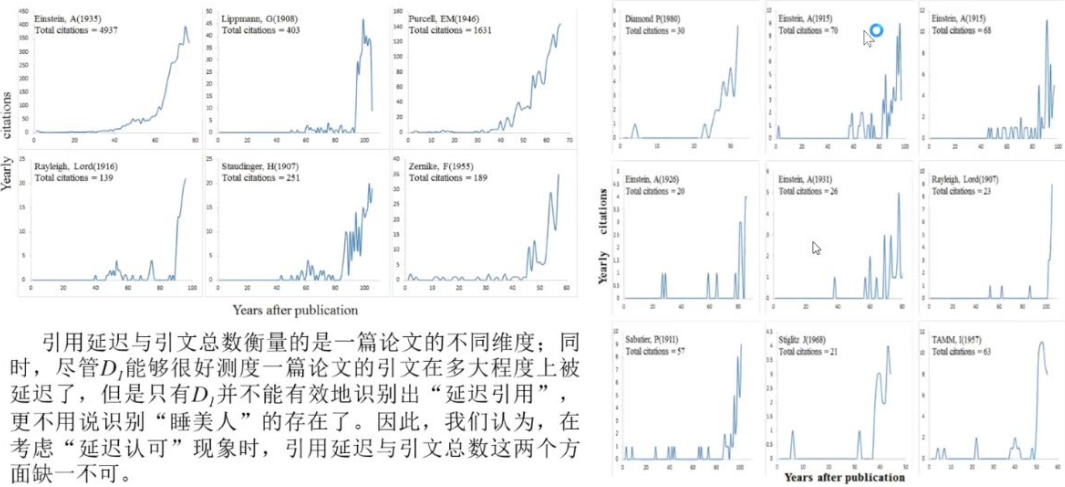 Einstein, A(1935)
Total citations = 4937
Lippmann, G(1908)
Total citations = 403
Purcell, EM(1946)
Total citations = 1631
Rayleigh, Lord(1916)
Total citations = 139
Staudinger, H(1907)
Total citations = 251
Zernike, F(1955)
Total citations = 189
Yearly citations
Years after publication
引用延迟与引文总数衡量的是一篇论文的不同维度；同
时，尽管D_I能够很好测度一篇论文的引文在多大程度上被
延迟了，但是只有D_I并不能有效地识别出“延迟引用”，
更不用说识别“睡美人”的存在了。因此，我们认为，在
考虑“延迟认可”现象时，引用延迟与引文总数这两个方
面缺一不可。
Diamond P(1980)
Total citations = 30
Einstein, A(1915)
Total citations = 70
Einstein, A(1915)
Total citations = 68
Einstein, A(1926)
Total citations = 20
Einstein, A(1931)
Total citations = 26
Rayleigh, Lord(1907)
Total citations = 23
Sabatier, P(1911)
Total citations = 57
Stiglitz J(1968)
Total citations = 21
TAMM, I(1957)
Total citations = 63
Yearly citations
Years after publication